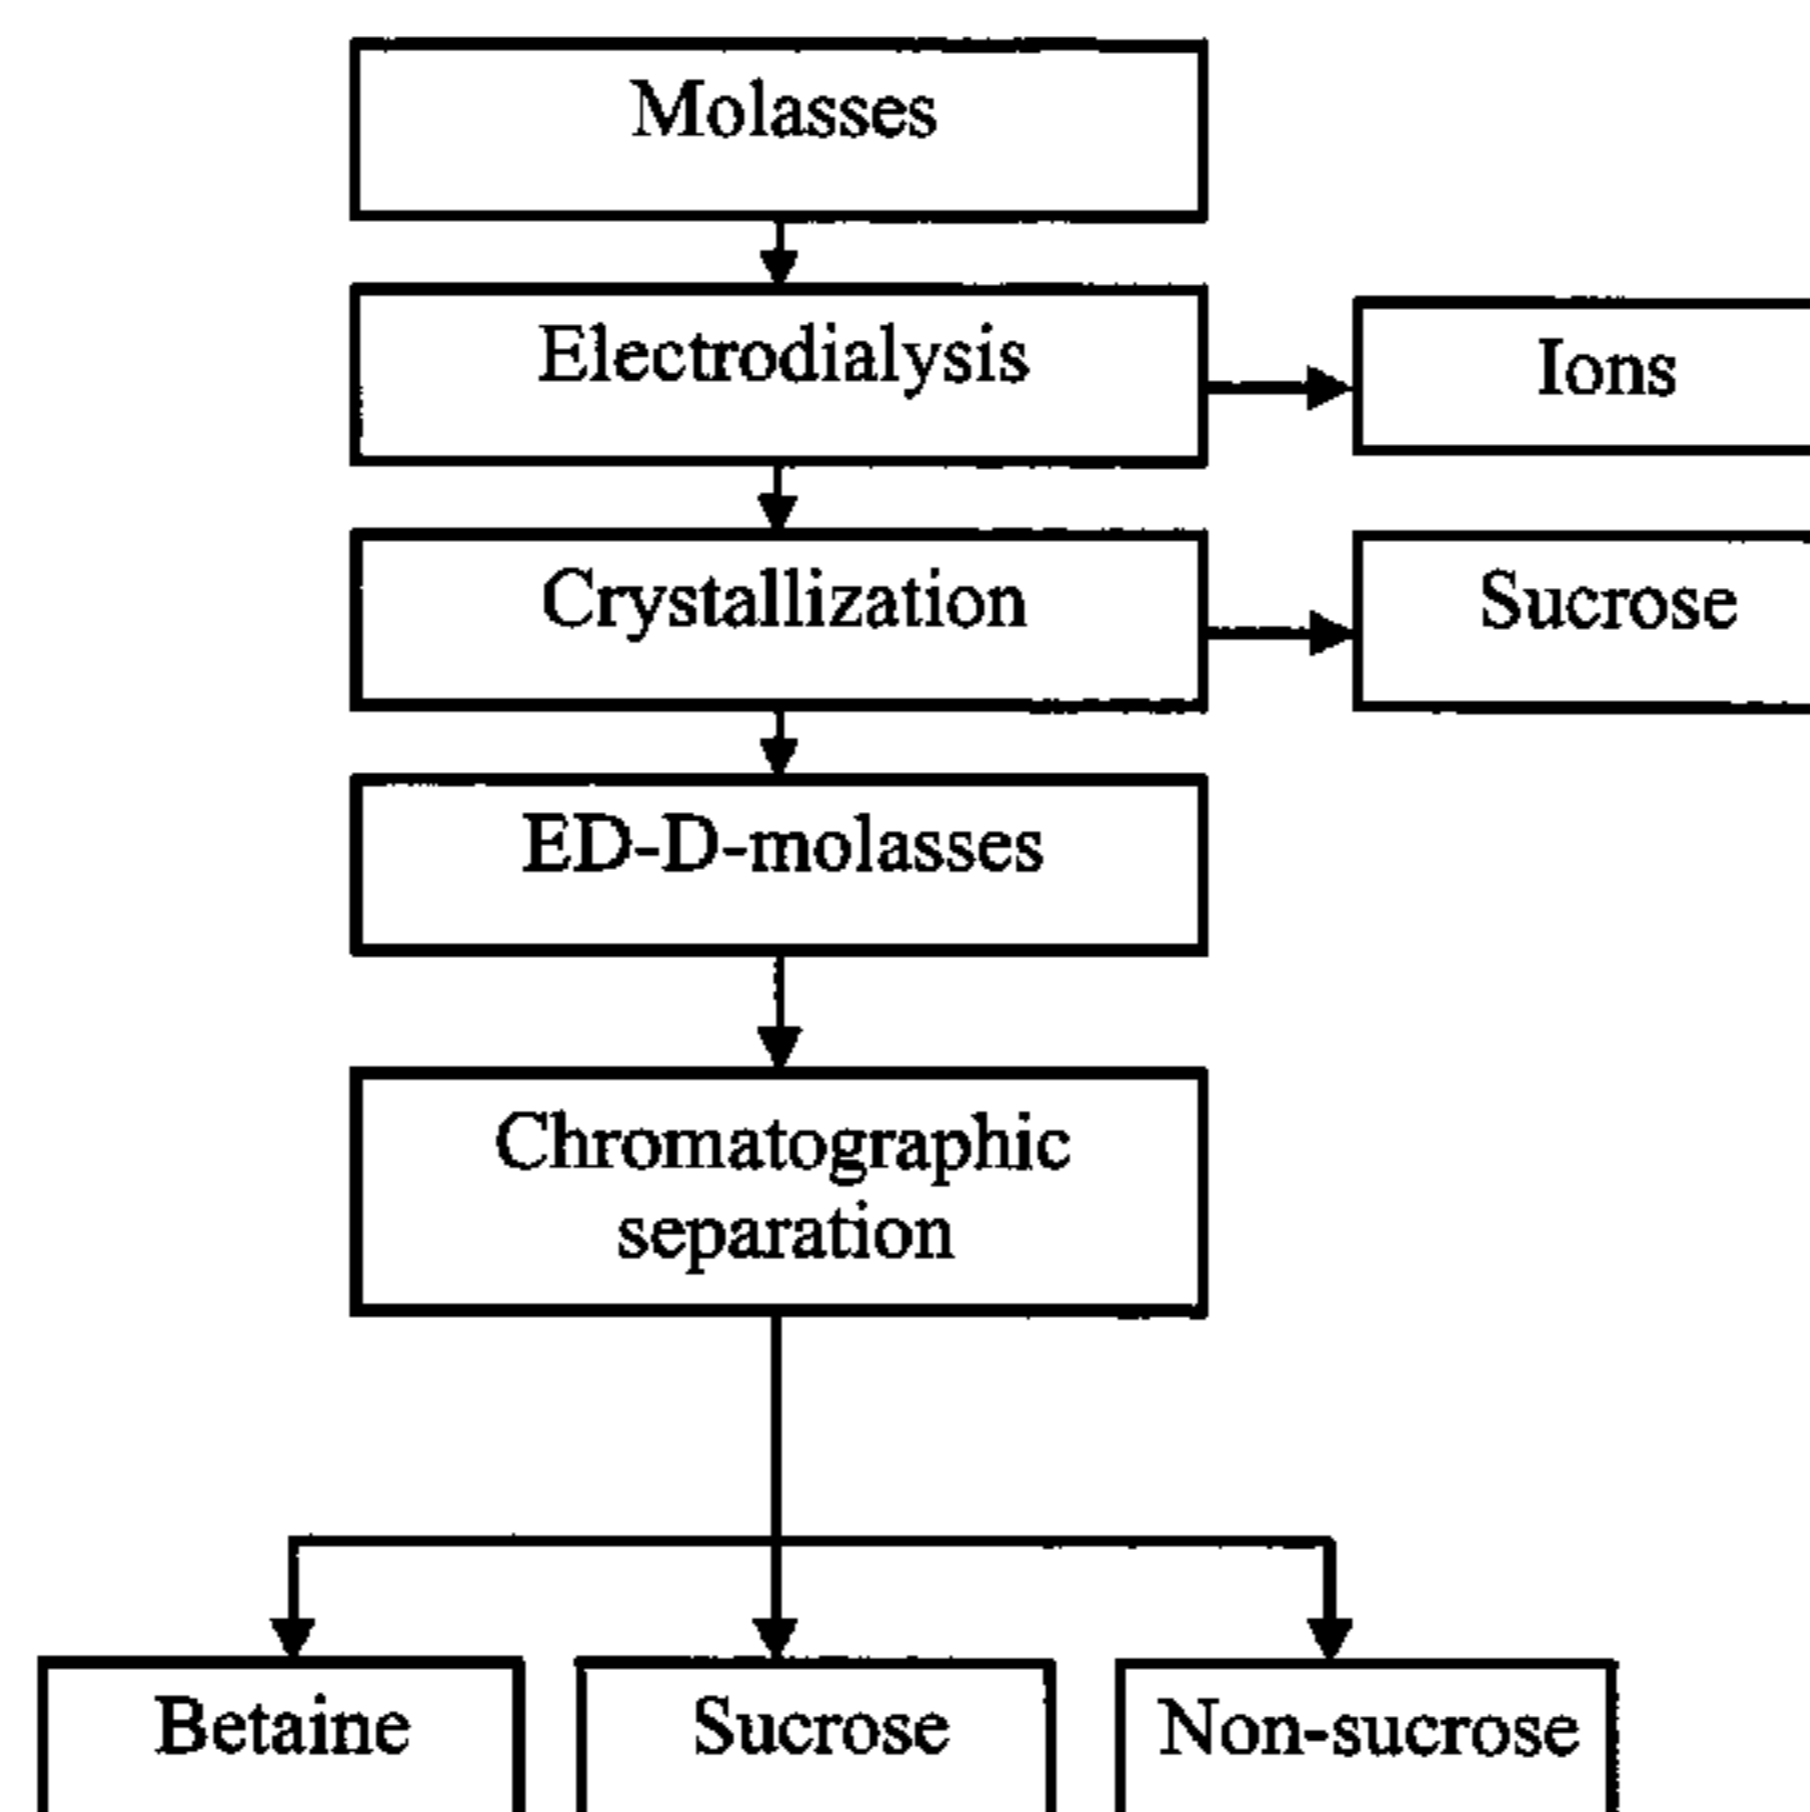 Molasses
Electrodialysis
Ions
Crystallization
Sucrose
ED-D-molasses
Chromatographic
separation
Betaine
Sucrose
Non-sucrose